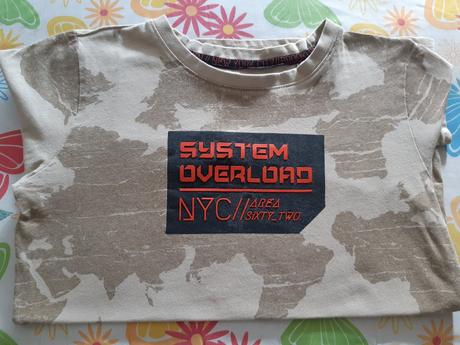 SYSTEM
OVERLOAD
NYC//AREA
SIXTY_TWO.